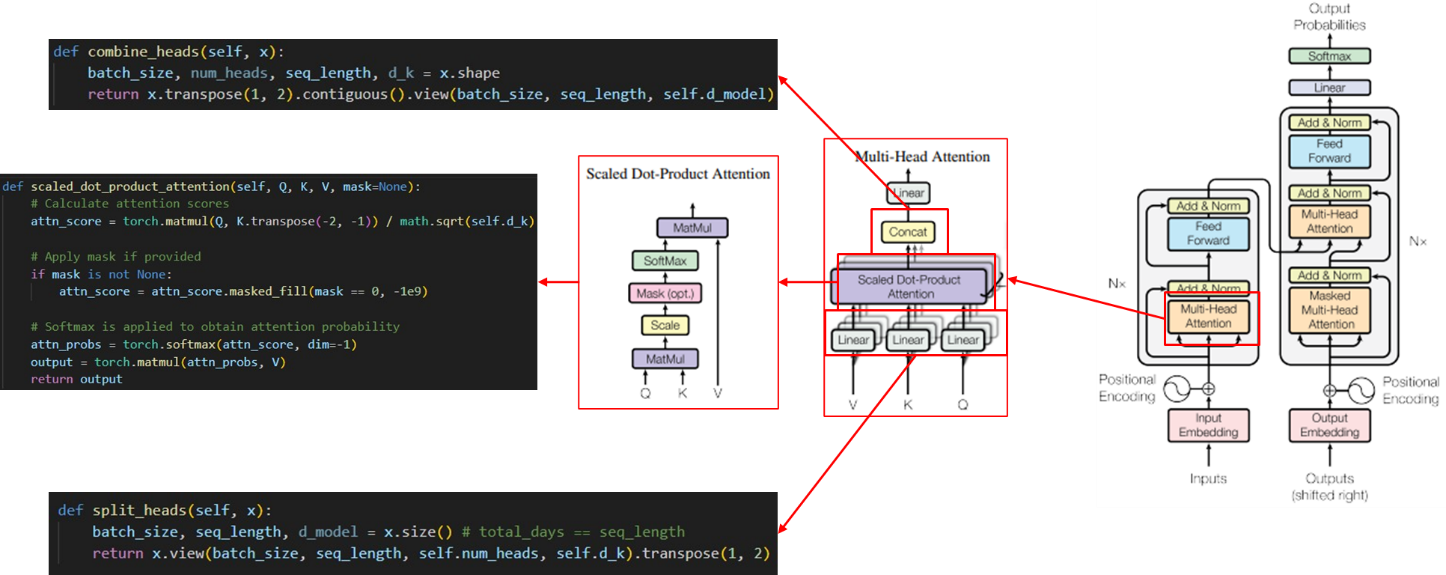 def combine_heads(self, x):
batch_size, num_heads, seq_length, d_k = x.shape
return x.transpose(1, 2).contiguous().view(batch_size, seq_length, self.d_model)
def scaled_dot_product_attention(self, Q, K, V, mask=None):
# Calculate attention scores
attn_score = torch.matmul(Q, K.transpose(-2, -1)) / math.sqrt(self.d_k)
# Apply mask if provided
if mask is not None:
attn_score = attn_score.masked_fill(mask == 0, -1e9)
# Softmax is applied to obtain attention probability
attn_probs = torch.softmax(attn_score, dim=-1)
output = torch.matmul(attn_probs, V)
return output
def split_heads(self, x):
batch_size, seq_length, d_model = x.size() # total_days == seq_length
return x.view(batch_size, seq_length, self.num_heads, self.d_k).transpose(1, 2)
Scaled Dot-Product Attention
MatMul
SoftMax
Mask (opt.)
Scale
MatMul
Q K V
Multi-Head Attention
Linear
Concat
Scaled Dot-Product
Attention
Linear Linear Linear
V K Q
Output
Probabilities
Softmax
Linear
Add & Norm
Feed
Forward
Add & Norm
Multi-Head
Attention
Add & Norm
Masked
Multi-Head
Attention
N×
Add & Norm
Feed
Forward
N×
Add & Norm
Multi-Head
Attention
Positional
Encoding
Positional
Encoding
Input
Embedding
Output
Embedding
Inputs
Outputs
(shifted right)